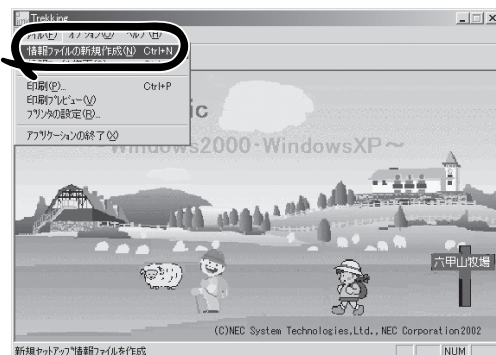 Trekking
ファイル(F) オプション(O) ヘルプ(H)
情報ファイルの新規作成(N) Ctrl+N
印刷(P)... Ctrl+P
印刷プレビュー(V)
プリンタの設定(R)...
アプリケーションの終了(X)
ic
Windows2000・WindowsXP～
六甲山牧場
(C)NEC System Technologies,Ltd., NEC Corporation 2002
新規セットアップ情報ファイルを作成
NUM